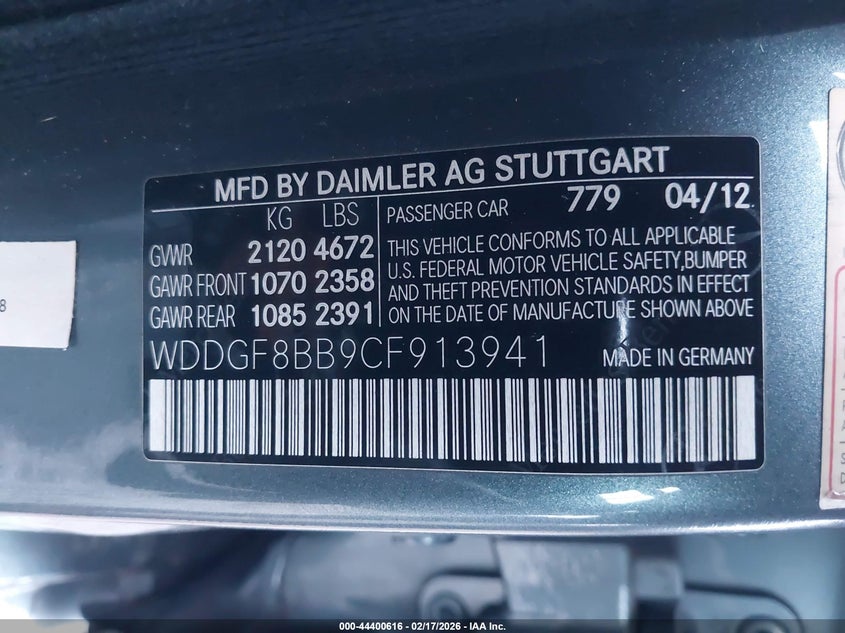 MFD BY DAIMLER AG STUTTGART
KG LBS
GVWR 2120 4672
GAWR FRONT 1070 2358
GAWR REAR 1085 2391
PASSENGER CAR 779 04/12
THIS VEHICLE CONFORMS TO ALL APPLICABLE
U.S. FEDERAL MOTOR VEHICLE SAFETY, BUMPER
AND THEFT PREVENTION STANDARDS IN EFFECT
ON THE DATE OF MANUFACTURE SHOWN ABOVE
WDDGF8BB9CF913941 MADE IN GERMANY
8
000-44400616 - 02/17/2026 - IAA Inc.